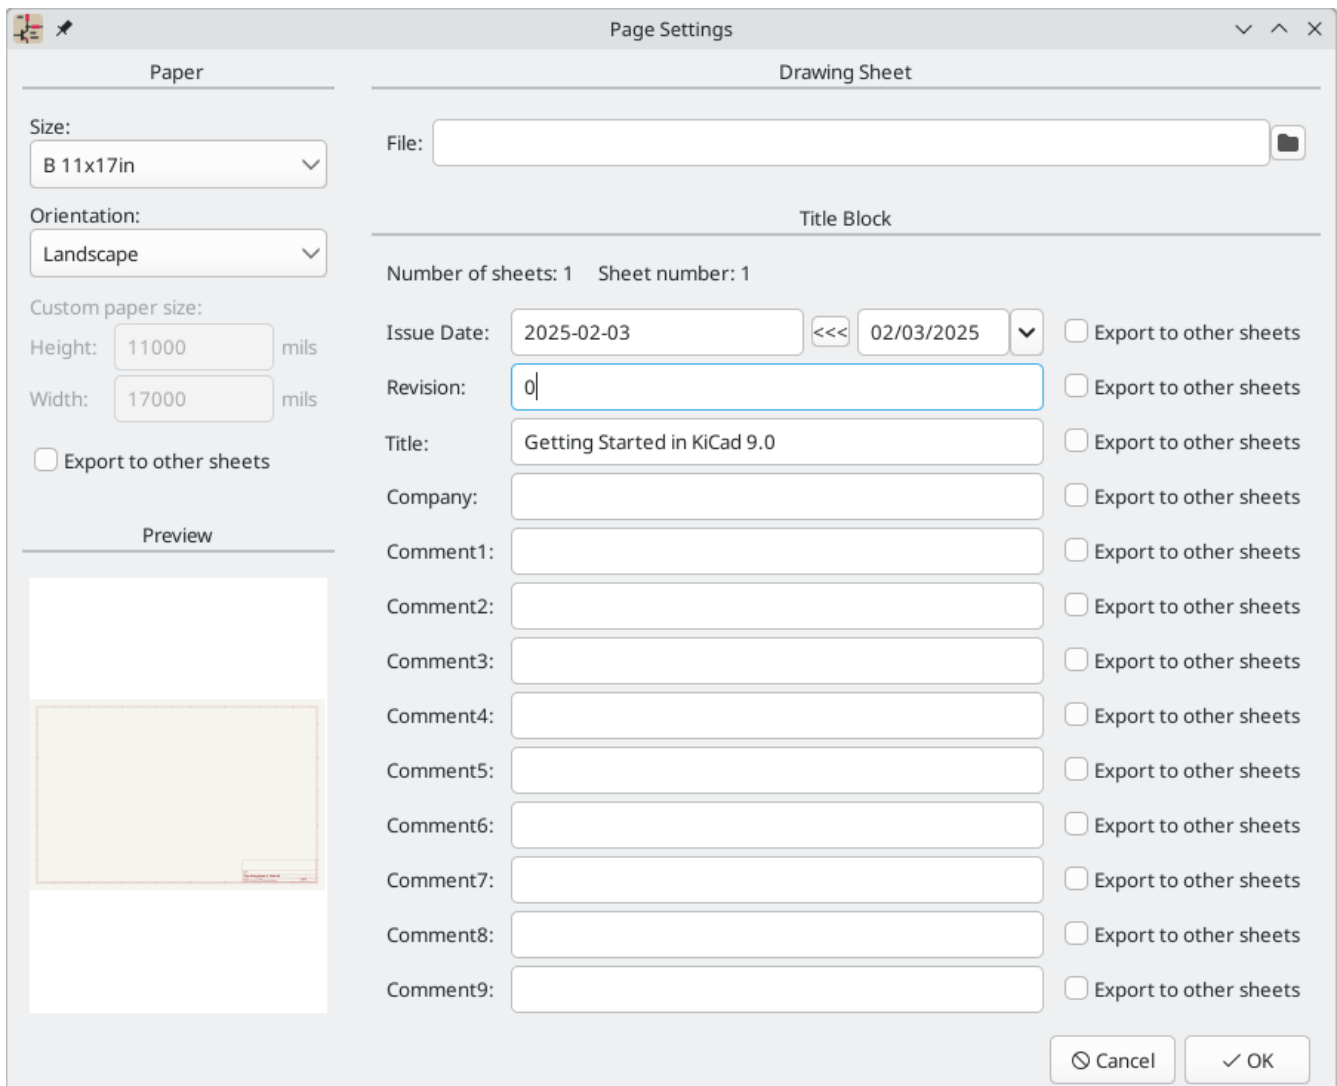 Page Settings
Paper
Size:
B 11x17in
Orientation:
Landscape
Custom paper size:
Height: 11000 mils
Width: 17000 mils
Export to other sheets
Preview
Drawing Sheet
File:
Title Block
Number of sheets: 1 Sheet number: 1
Issue Date: 2025-02-03 <<< 02/03/2025 Export to other sheets
Revision: 0 Export to other sheets
Title: Getting Started in KiCad 9.0 Export to other sheets
Company: Export to other sheets
Comment1: Export to other sheets
Comment2: Export to other sheets
Comment3: Export to other sheets
Comment4: Export to other sheets
Comment5: Export to other sheets
Comment6: Export to other sheets
Comment7: Export to other sheets
Comment8: Export to other sheets
Comment9: Export to other sheets
Cancel OK